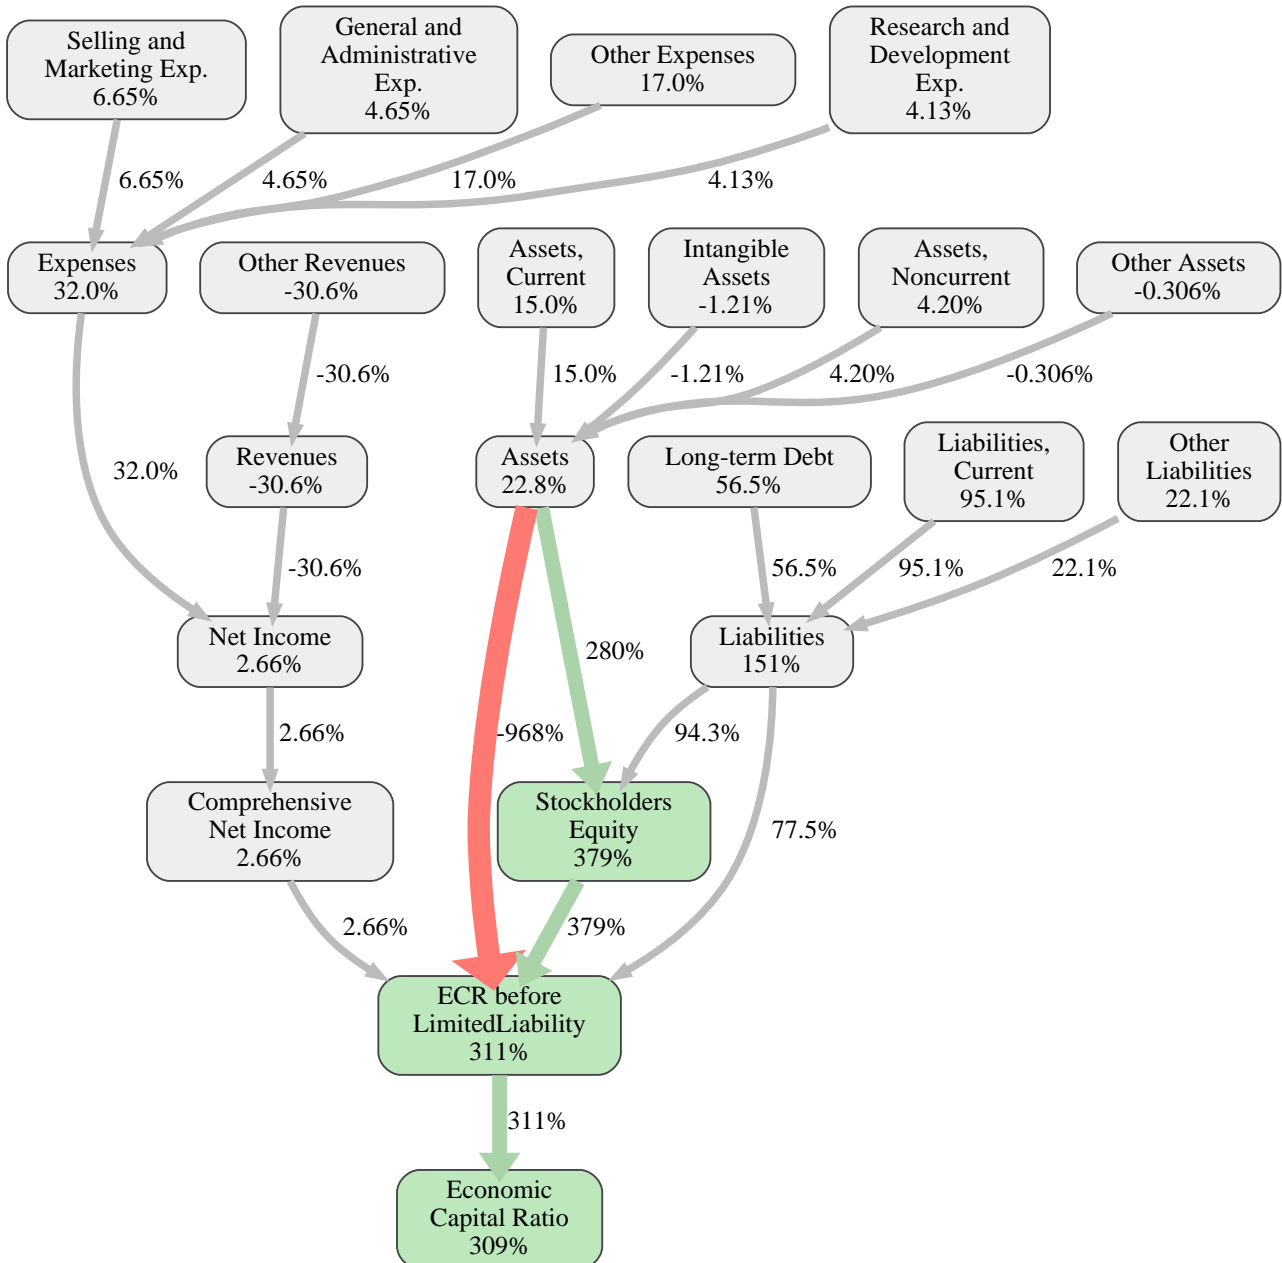 Selling and
Marketing Exp.
6.65%
General and
Administrative
Exp.
4.65%
Other Expenses
17.0%
Research and
Development
Exp.
4.13%
6.65%
4.65%
17.0%
4.13%
Expenses
32.0%
Other Revenues
-30.6%
Assets,
Current
15.0%
Intangible
Assets
-1.21%
Assets,
Noncurrent
4.20%
Other Assets
-0.306%
-30.6%
15.0%
-1.21%
4.20%
-0.306%
32.0%
Revenues
-30.6%
Assets
22.8%
Long-term Debt
56.5%
Liabilities,
Current
95.1%
Other
Liabilities
22.1%
-30.6%
56.5%
95.1%
22.1%
Net Income
2.66%
280%
Liabilities
151%
2.66%
-968%
94.3%
77.5%
Comprehensive
Net Income
2.66%
Stockholders
Equity
379%
2.66%
379%
ECR before
LimitedLiability
311%
311%
Economic
Capital Ratio
309%